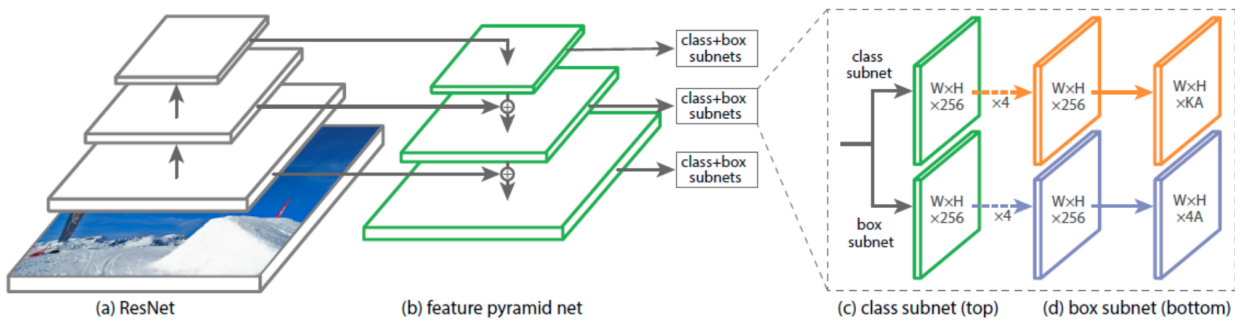 class+box
subnets
class+box
subnets
class+box
subnets
class
subnet
W×H
×256
×4
W×H
×256
W×H
×KA
box
subnet
W×H
×256
×4
W×H
×256
W×H
×4A
(a) ResNet
(b) feature pyramid net
(c) class subnet (top)
(d) box subnet (bottom)